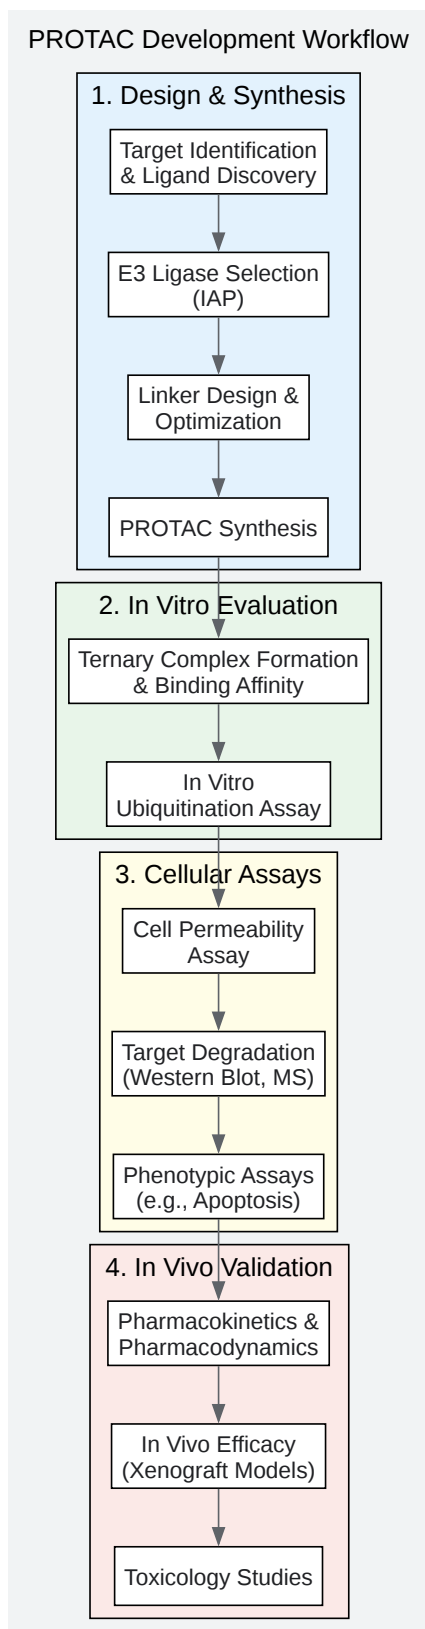 PROTAC Development Workflow
1. Design & Synthesis
Target Identification
& Ligand Discovery
E3 Ligase Selection
(IAP)
Linker Design &
Optimization
PROTAC Synthesis
2. In Vitro Evaluation
Ternary Complex Formation
& Binding Affinity
In Vitro
Ubiquitination Assay
3. Cellular Assays
Cell Permeability
Assay
Target Degradation
(Western Blot, MS)
Phenotypic Assays
(e.g., Apoptosis)
4. In Vivo Validation
Pharmacokinetics &
Pharmacodynamics
In Vivo Efficacy
(Xenograft Models)
Toxicology Studies